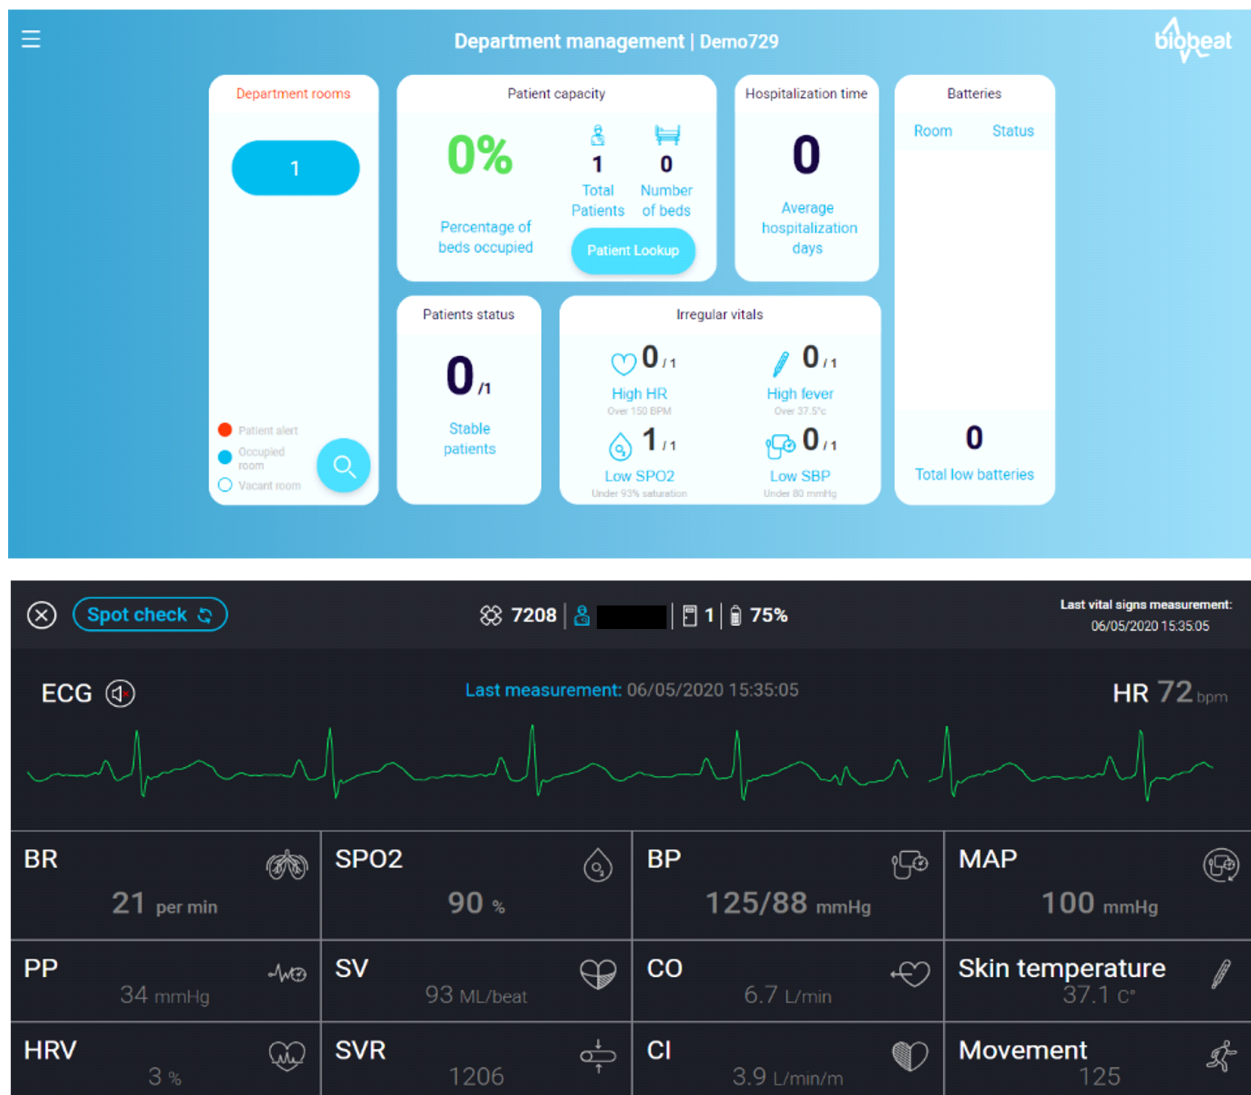 Department management | Demo729
biobeat
Department rooms
1
Patient alert
Occupied
room
Vacant room
Patient capacity
0%
Percentage of
beds occupied
1
Total
Patients
0
Number
of beds
Patient Lookup
Hospitalization time
0
Average
hospitalization
days
Batteries
Room Status
0
Total low batteries
Patients status
0/1
Stable
patients
Irregular vitals
0/1
High HR
Over 150 BPM
0/1
High fever
Over 37.5°c
1/1
Low SPO2
Under 93% saturation
0/1
Low SBP
Under 80 mmHg
Spot check
7208 | | 1 | 75%
Last vital signs measurement:
06/05/2020 15:35:05
ECG
Last measurement: 06/05/2020 15:35:05
HR 72 bpm
BR
21 per min
SPO2
90 %
BP
125/88 mmHg
MAP
100 mmHg
PP
34 mmHg
SV
93 ML/beat
CO
6.7 L/min
Skin temperature
37.1 C°
HRV
3 %
SVR
1206
CI
3.9 L/min/m
Movement
125